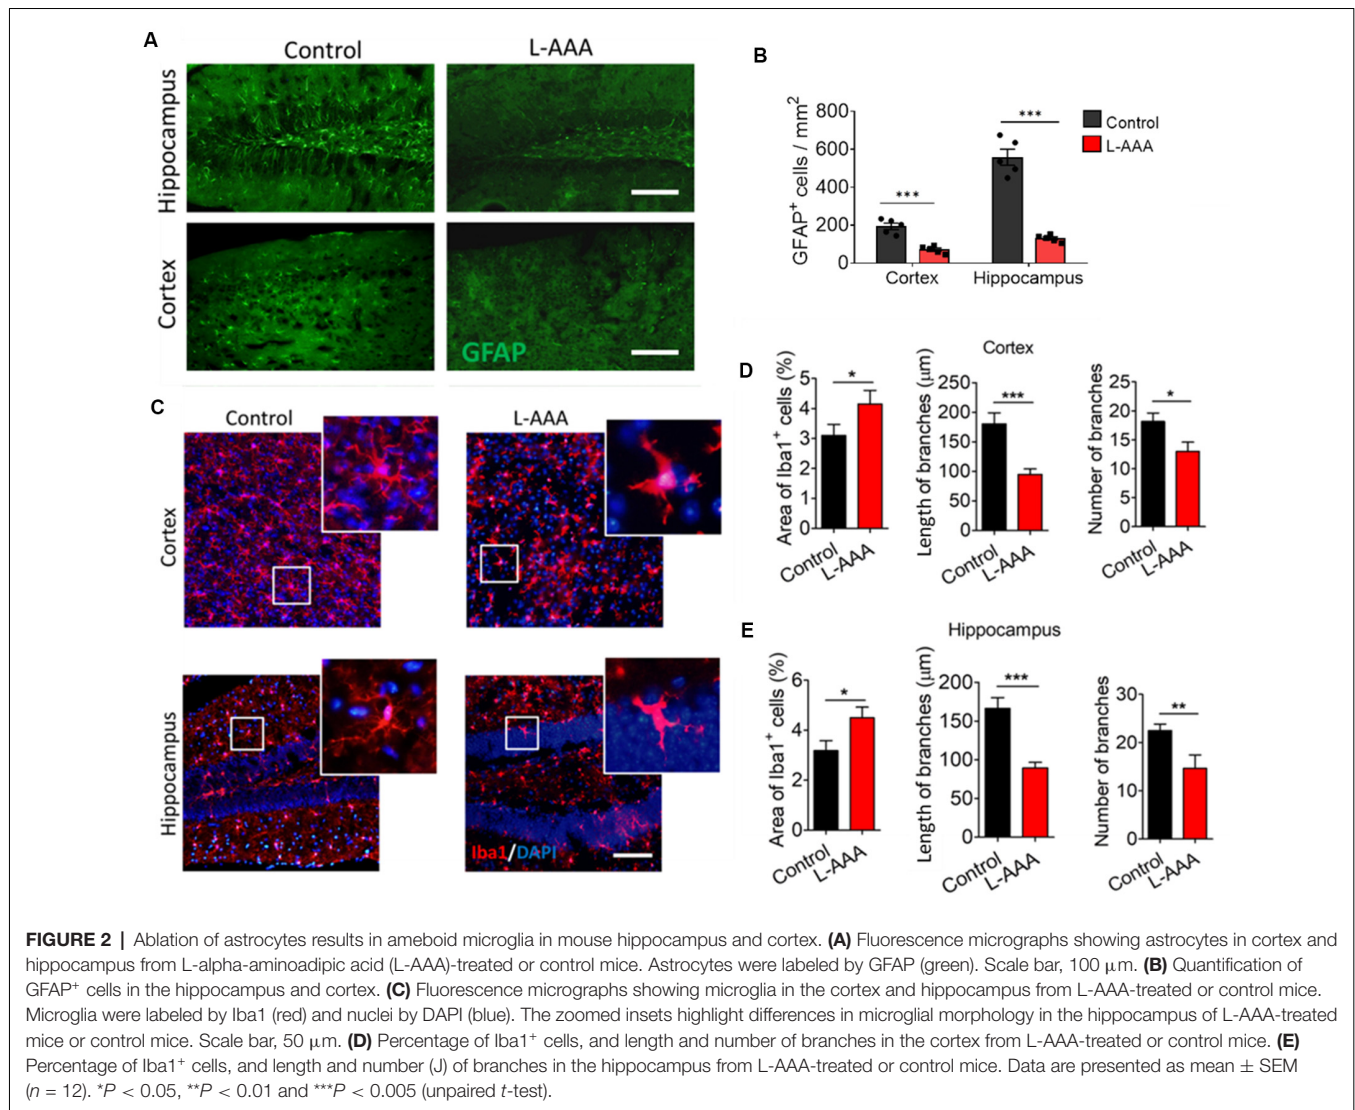 A
Control
L-AAA
Hippocampus
Cortex
GFAP
B
GFAP⁺ cells / mm²
800
600
400
200
0
***
***
Cortex
Hippocampus
Control
L-AAA
C
Control
L-AAA
Cortex
Hippocampus
Iba1/DAPI
D
Cortex
Area of Iba1⁺ cells (%)
5
4
3
2
1
0
*
Control
L-AAA
Length of branches (μm)
250
200
150
100
50
0
***
Control
L-AAA
Number of branches
25
20
15
10
5
0
*
Control
L-AAA
E
Hippocampus
Area of Iba1⁺ cells (%)
6
4
2
0
*
Control
L-AAA
Length of branches (μm)
200
150
100
50
0
***
Control
L-AAA
Number of branches
30
20
10
0
**
Control
L-AAA
FIGURE 2 | Ablation of astrocytes results in ameboid microglia in mouse hippocampus and cortex. (A) Fluorescence micrographs showing astrocytes in cortex and
hippocampus from L-alpha-aminoadipic acid (L-AAA)-treated or control mice. Astrocytes were labeled by GFAP (green). Scale bar, 100 μm. (B) Quantification of
GFAP⁺ cells in the hippocampus and cortex. (C) Fluorescence micrographs showing microglia in the cortex and hippocampus from L-AAA-treated or control mice.
Microglia were labeled by Iba1 (red) and nuclei by DAPI (blue). The zoomed insets highlight differences in microglial morphology in the hippocampus of L-AAA-treated
mice or control mice. Scale bar, 50 μm. (D) Percentage of Iba1⁺ cells, and length and number of branches in the cortex from L-AAA-treated or control mice. (E)
Percentage of Iba1⁺ cells, and length and number (J) of branches in the hippocampus from L-AAA-treated or control mice. Data are presented as mean ± SEM
(n = 12). *P < 0.05, **P < 0.01 and ***P < 0.005 (unpaired t-test).